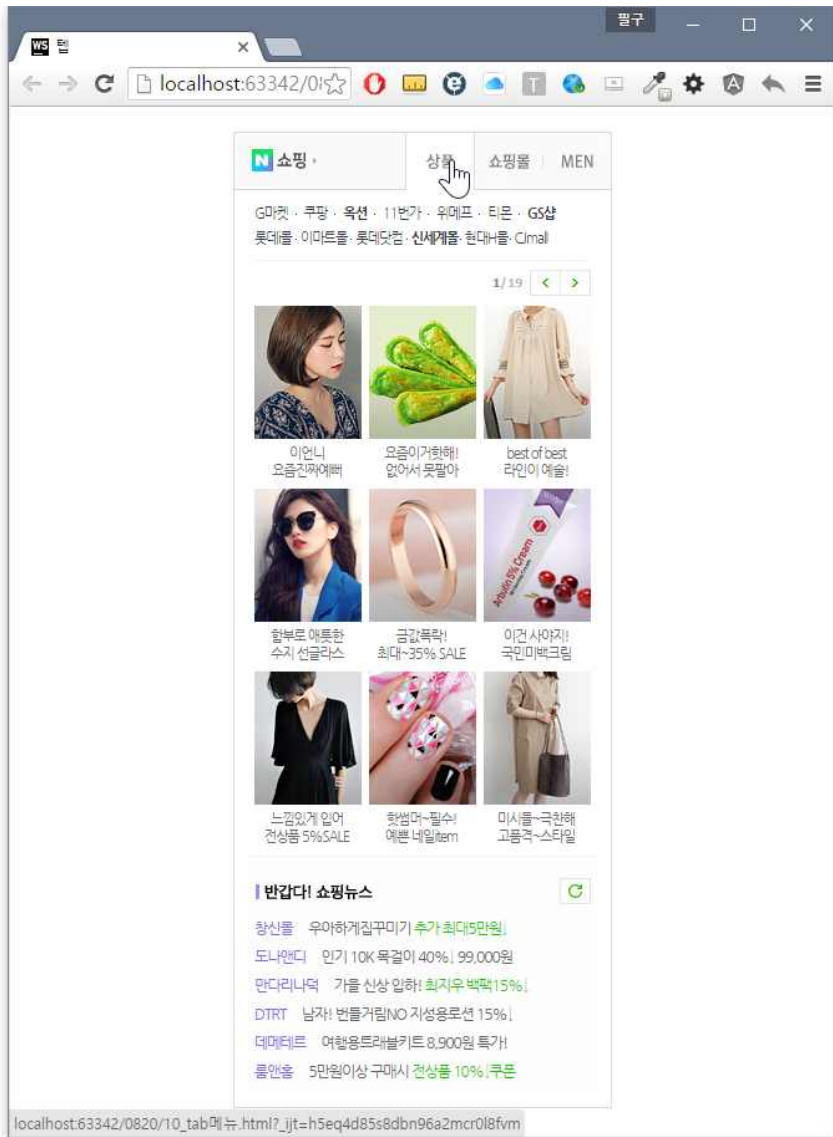 필구
WS 텝
localhost:63342/08
N 쇼핑
상품 쇼핑몰 MEN
G마켓 · 쿠팡 · 옥션 · 11번가 · 위메프 · 티몬 · GS샵
롯데i몰 · 이마트몰 · 롯데닷컴 · 신세계몰 · 현대H몰 · CJmall
1/19 < >
이언니 요즘이거핫해! best of best
요즘진짜예뻐 없어서 못팔아 라인이 예술!
Arbutin 5% Cream
함부로 애틋한 금값폭락! 이건 사야지!
수지 선글라스 최대~35% SALE 국민미백크림
느낌있게 입어 핫썸머~필수! 미시들~극찬해
전상품 5%SALE 예쁜 네일item 고품격~스타일
반갑다! 쇼핑뉴스
창신몰 우아하게집꾸미기 추가 최대5만원↓
도나앤디 인기 10K 목걸이 40%↓ 99,000원
만다리나덕 가을 신상 입하! 최지우 백팩15%↓
DTRT 남자! 번들거림NO 지성용로션 15%↓
데메테르 여행용트래블키트 8,900원 특가!
룸앤홈 5만원이상 구매시 전상품 10%↓쿠폰
localhost:63342/0820/10_tab메뉴.html?_ijt=h5eq4d85s8dbn96a2mcr0l8fvm